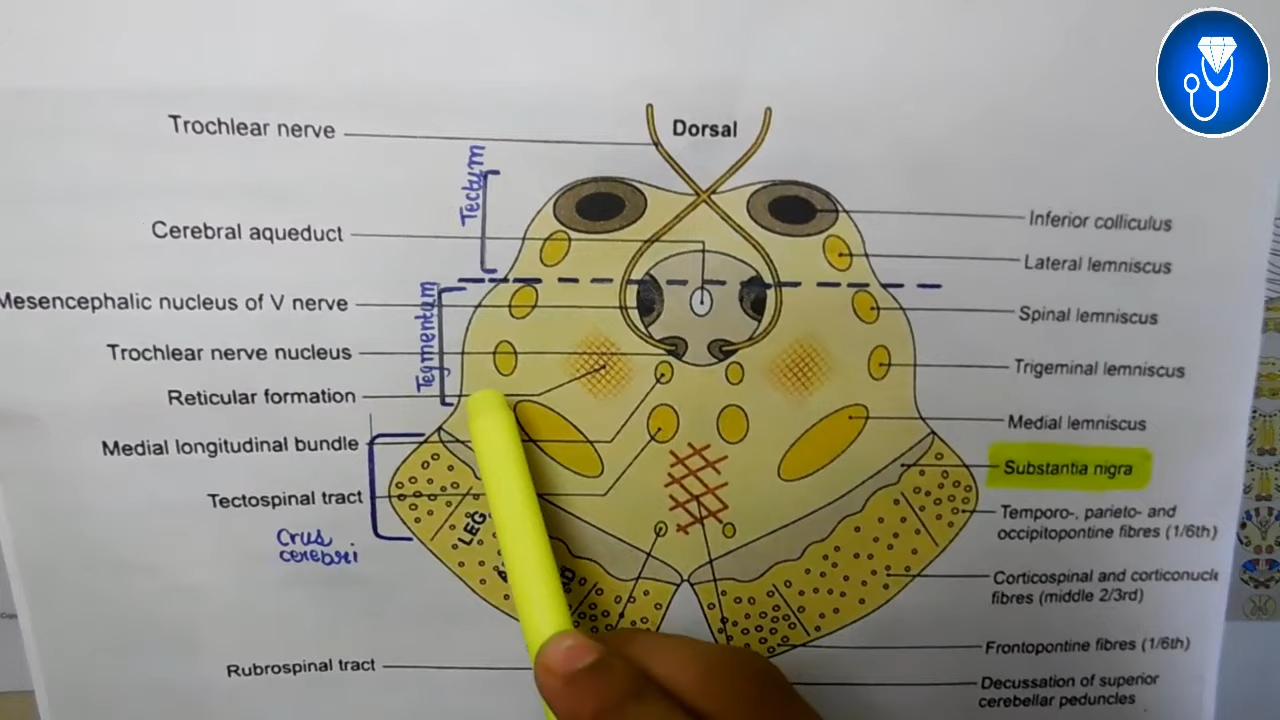 Dorsal
Trochlear nerve
Tectum
Cerebral aqueduct
Mesencephalic nucleus of V nerve
Tegmentum
Trochlear nerve nucleus
Reticular formation
Medial longitudinal bundle
Tectospinal tract
Crus
cerebri
LEG
Rubrospinal tract
Inferior colliculus
Lateral lemniscus
Spinal lemniscus
Trigeminal lemniscus
Medial lemniscus
Substantia nigra
Temporo-, parieto- and
occipitopontine fibres (1/6th)
Corticospinal and corticonucle
fibres (middle 2/3rd)
Frontopontine fibres (1/6th)
Decussation of superior
cerebellar peduncles